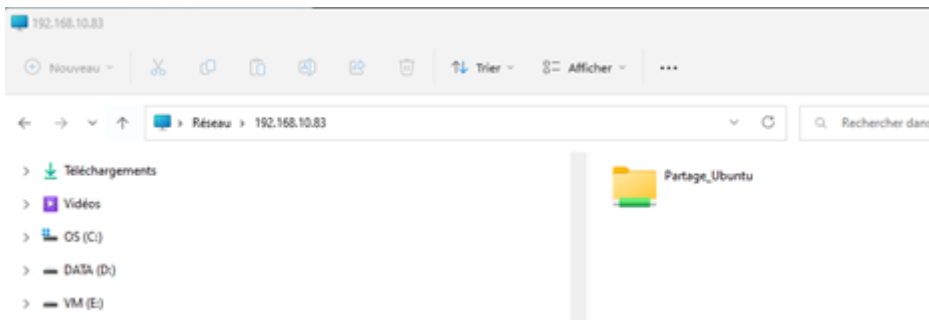 192.168.10.83
Nouveau
Trier
Afficher
Réseau > 192.168.10.83
Rechercher dans
Téléchargements
Vidéos
OS (C:)
DATA (D:)
VM (E:)
Partage_Ubuntu